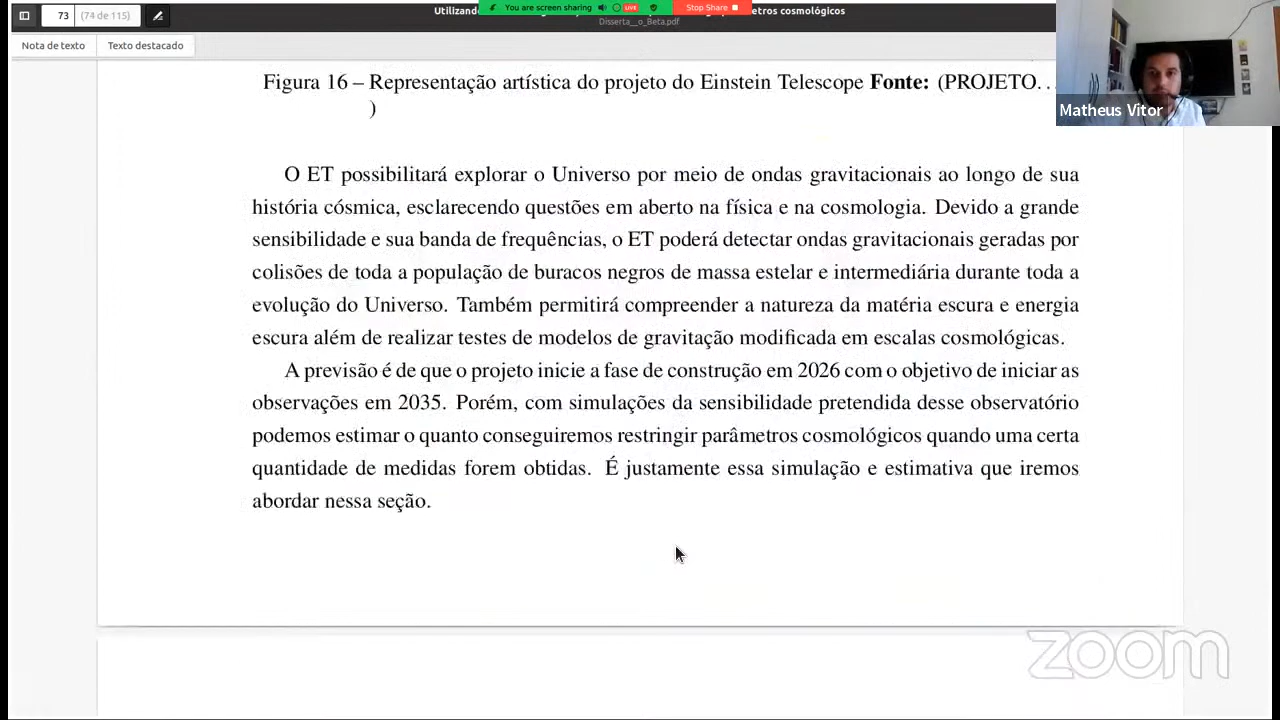 73
(74 de 115)
Utilizando
You are screen sharing
LIVE
Stop Share
metros cosmológicos
Disserta__o_Beta.pdf
Nota de texto
Texto destacado
Matheus Vitor
Figura 16 – Representação artística do projeto do Einstein Telescope Fonte: (PROJETO. . .
)
O ET possibilitará explorar o Universo por meio de ondas gravitacionais ao longo de sua
história cósmica, esclarecendo questões em aberto na física e na cosmologia. Devido a grande
sensibilidade e sua banda de frequências, o ET poderá detectar ondas gravitacionais geradas por
colisões de toda a população de buracos negros de massa estelar e intermediária durante toda a
evolução do Universo. Também permitirá compreender a natureza da matéria escura e energia
escura além de realizar testes de modelos de gravitação modificada em escalas cosmológicas.
A previsão é de que o projeto inicie a fase de construção em 2026 com o objetivo de iniciar as
observações em 2035. Porém, com simulações da sensibilidade pretendida desse observatório
podemos estimar o quanto conseguiremos restringir parâmetros cosmológicos quando uma certa
quantidade de medidas forem obtidas. É justamente essa simulação e estimativa que iremos
abordar nessa seção.
zoom